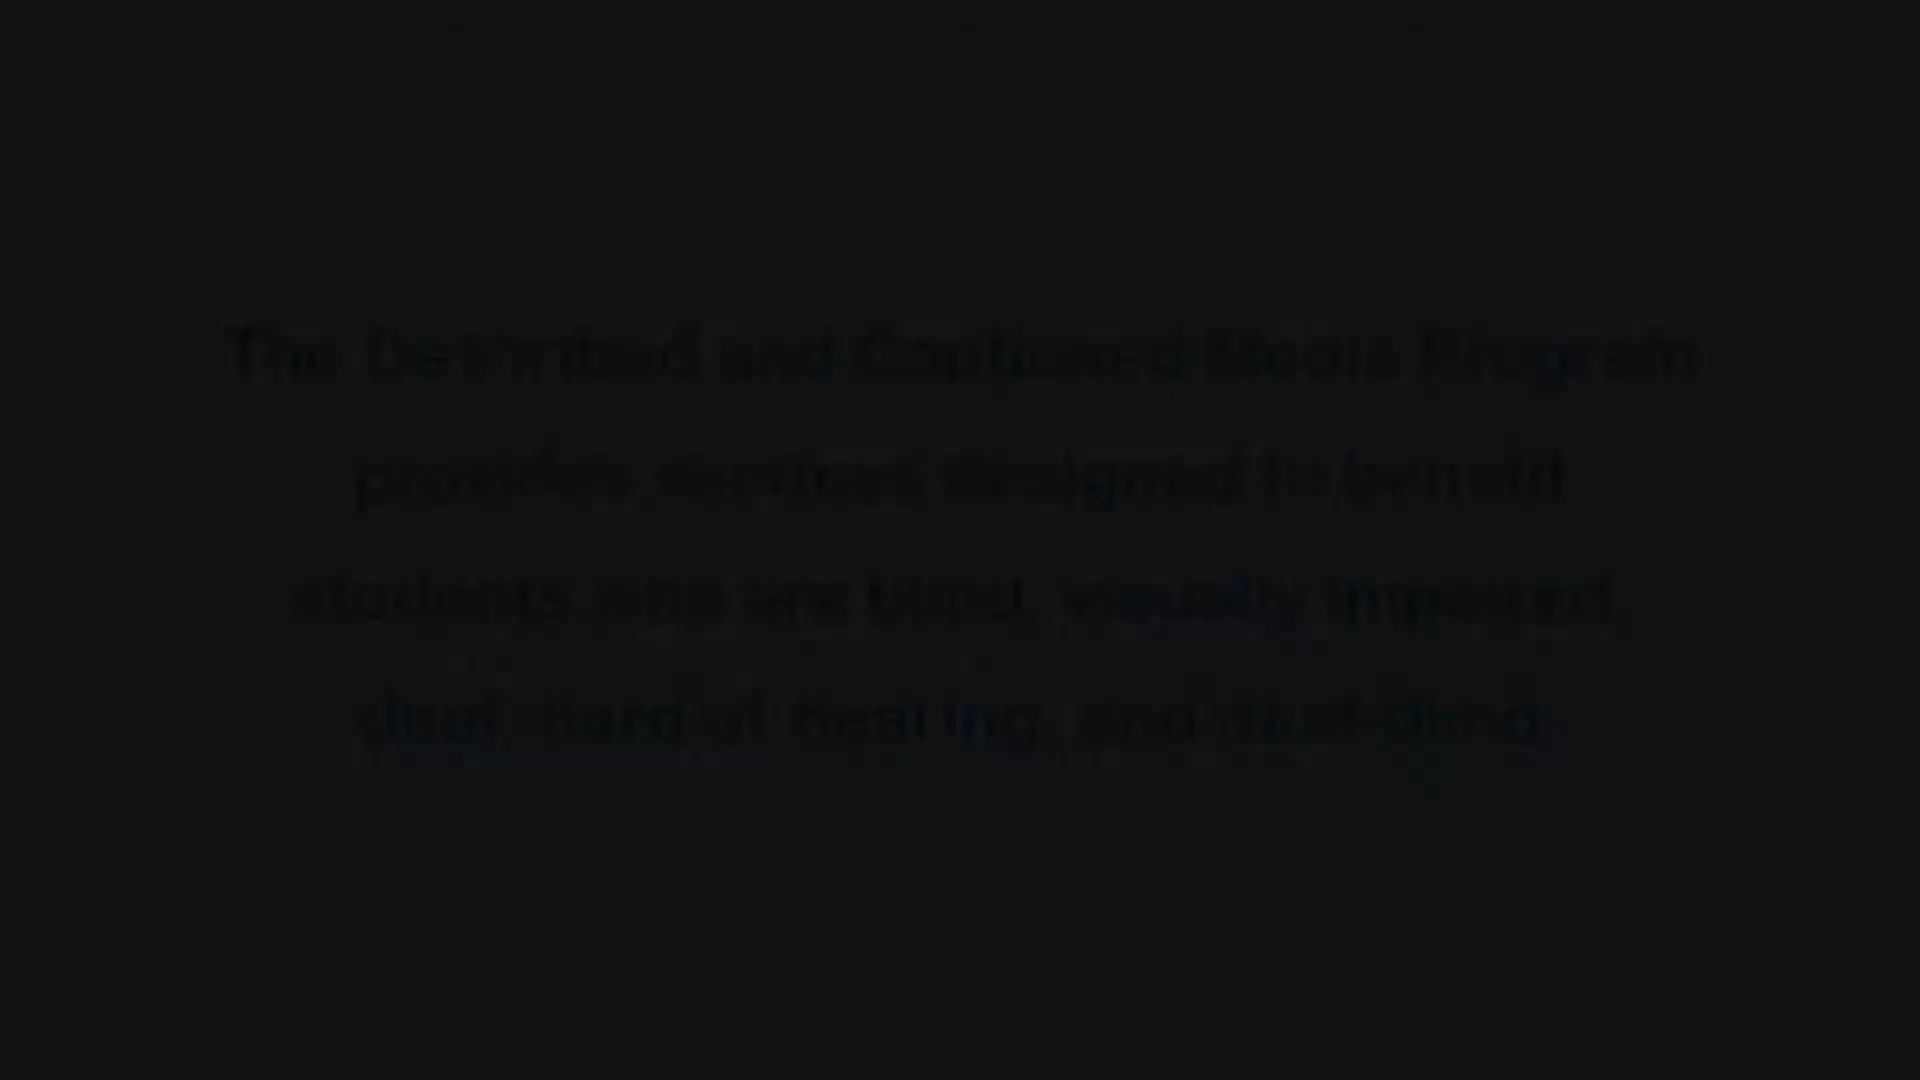 The Described and Captioned Media Program
provides services designed to benefit
students who are blind, visually impaired,
deaf, hard of hearing, and deaf-blind.